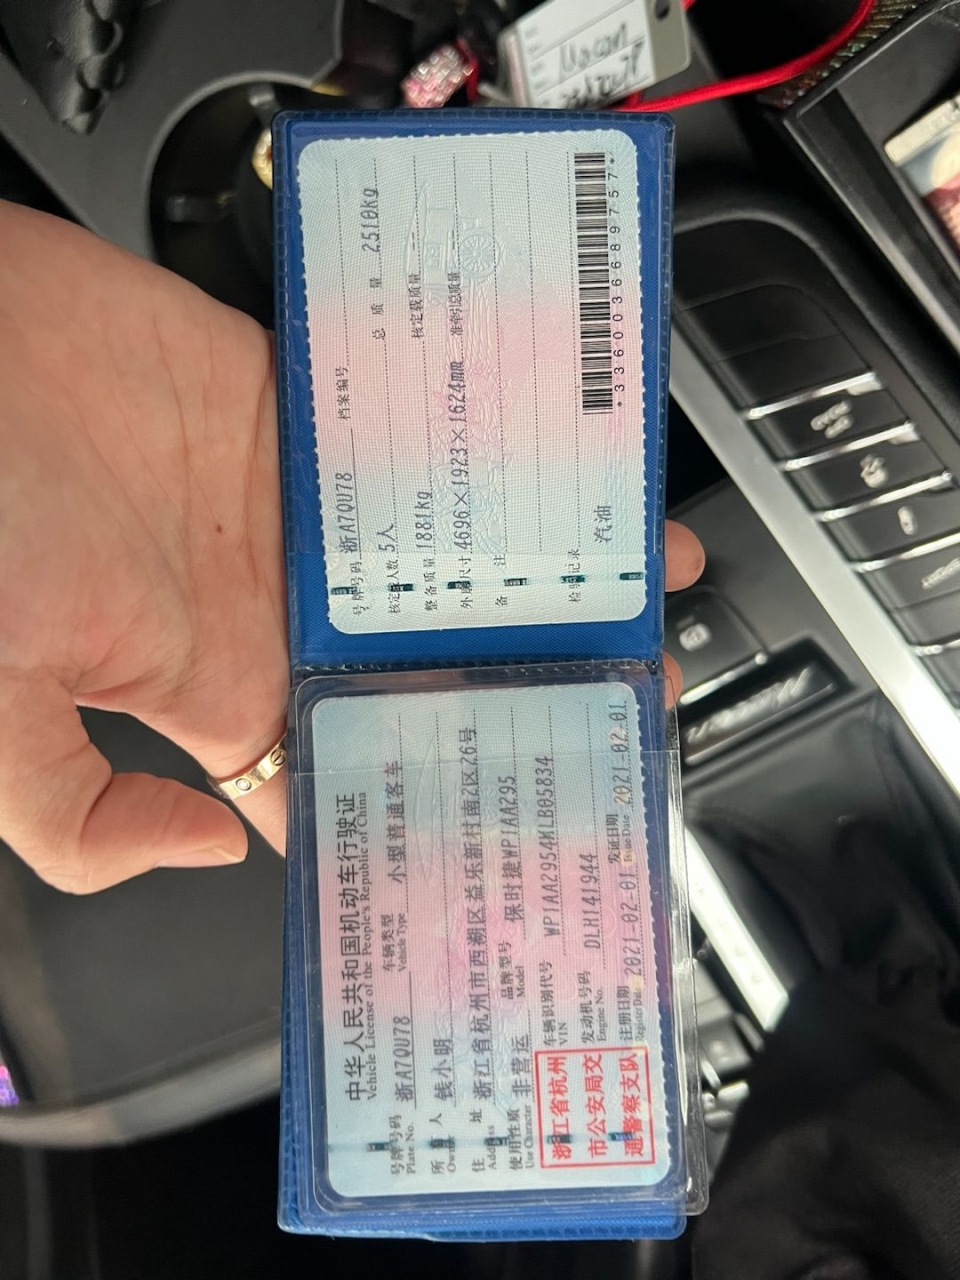 中华人民共和国机动车行驶证
Vehicle License of the People's Republic of China
号牌号码 浙A7QU78 车辆类型 小型普通客车
Plate No. Vehicle Type
所有人 钱小明
Owner
住址 浙江省杭州市西湖区益乐新村南2区26号
Address
使用性质 非营运 品牌型号 保时捷WP1AA295
Use Character Model
浙江省杭州
市公安局交
通警察支队
车辆识别代号 WP1AA2954MLB05834
VIN
发动机号码 DLH141944
Engine No.
注册日期 2021-02-01 发证日期 2021-02-01
Register Date Issue Date
号牌号码 浙A7QU78 档案编号
核定载人数 5人 总质量 2510kg
整备质量 1881kg 核定载质量
外廓尺寸 4696×1923×1624mm 准牵引总质量
备注
检验记录
汽油
*3360036689757*
Macan
SPORT
Macan